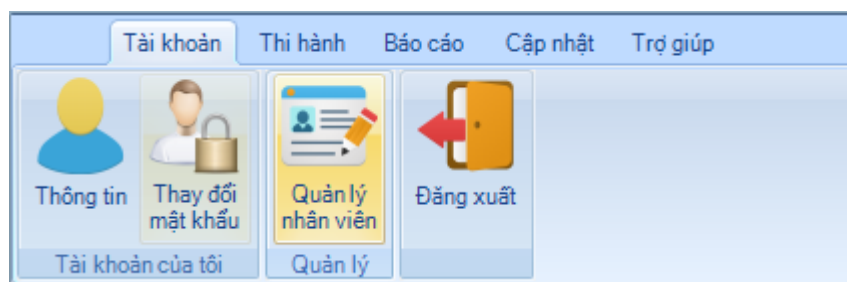 Tài khoản Thi hành Báo cáo Cập nhật Trợ giúp
Thông tin
Thay đổi
mật khẩu
Quản lý
nhân viên
Đăng xuất
Tài khoản của tôi
Quản lý